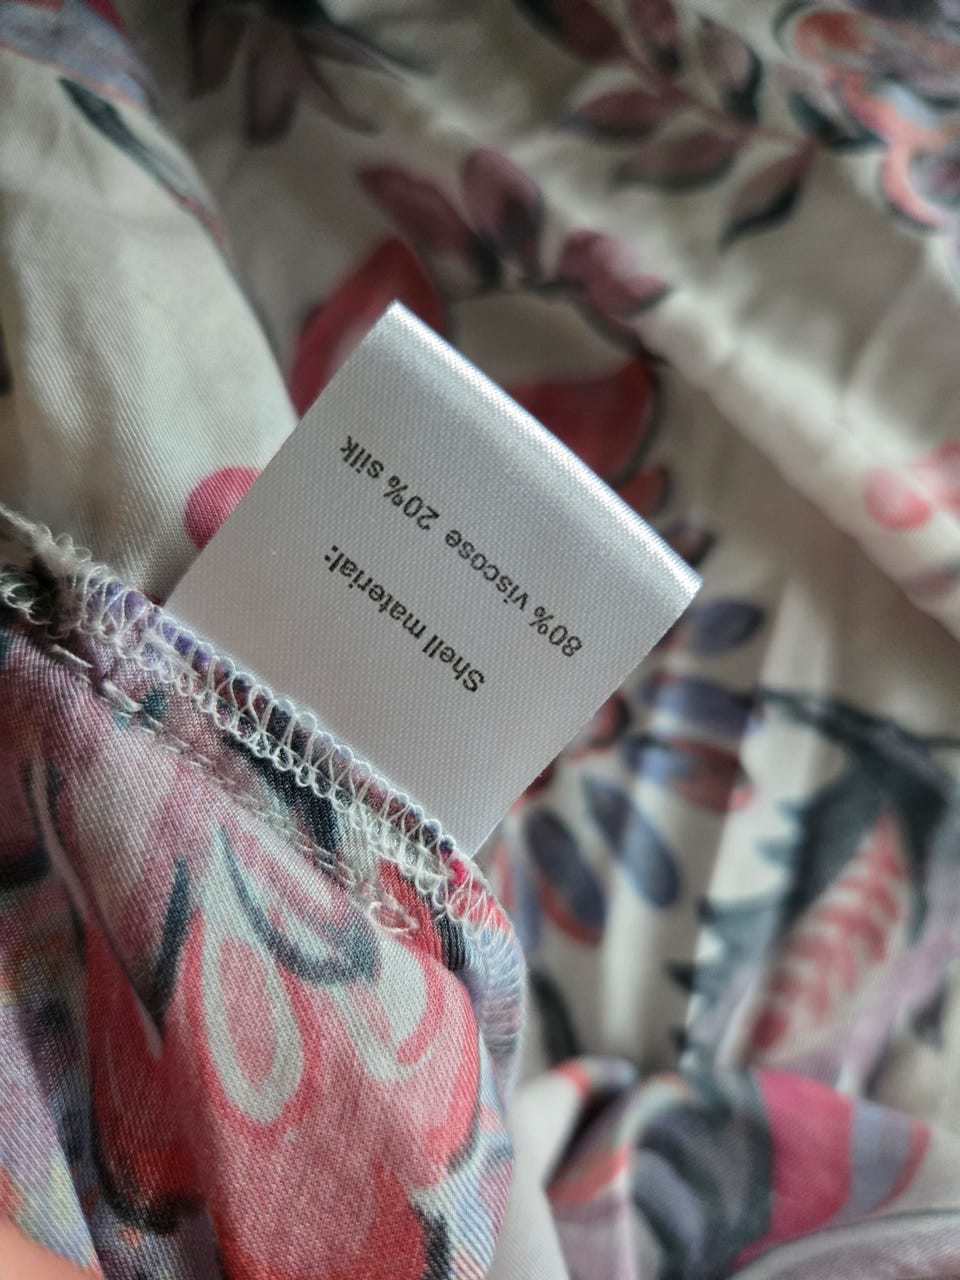 Shell material:
80% viscose 20% silk